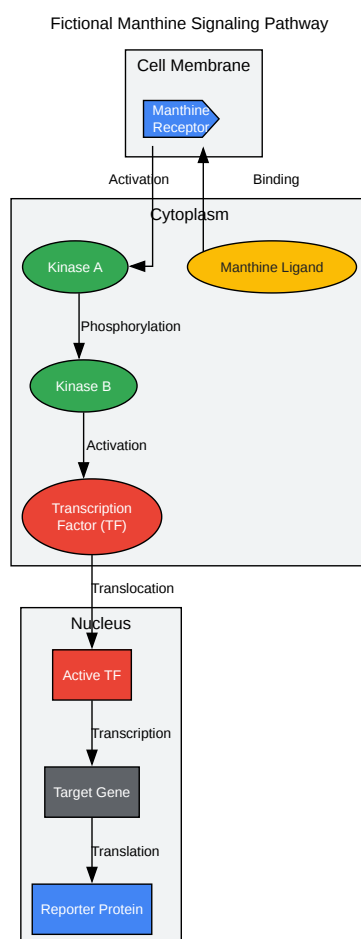 Fictional Manthine Signaling Pathway
Cell Membrane
Manthine
Receptor
Activation
Binding
Cytoplasm
Kinase A
Manthine Ligand
Phosphorylation
Kinase B
Activation
Transcription
Factor (TF)
Translocation
Nucleus
Active TF
Transcription
Target Gene
Translation
Reporter Protein